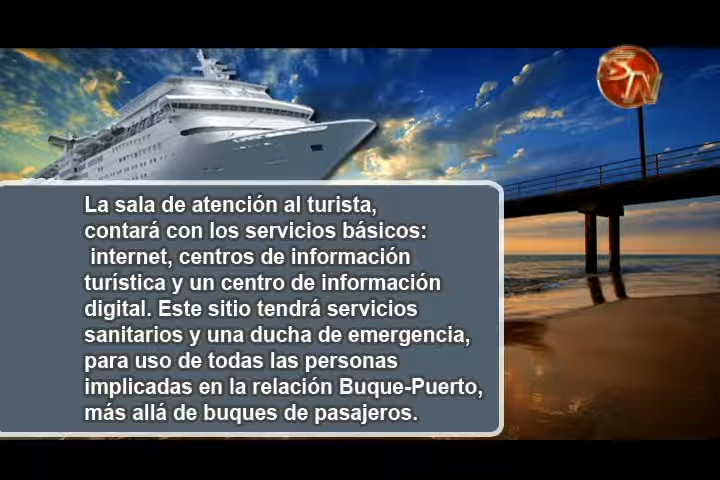 SN
La sala de atención al turista,
contará con los servicios básicos:
internet, centros de información
turística y un centro de información
digital. Este sitio tendrá servicios
sanitarios y una ducha de emergencia,
para uso de todas las personas
implicadas en la relación Buque-Puerto,
más allá de buques de pasajeros.